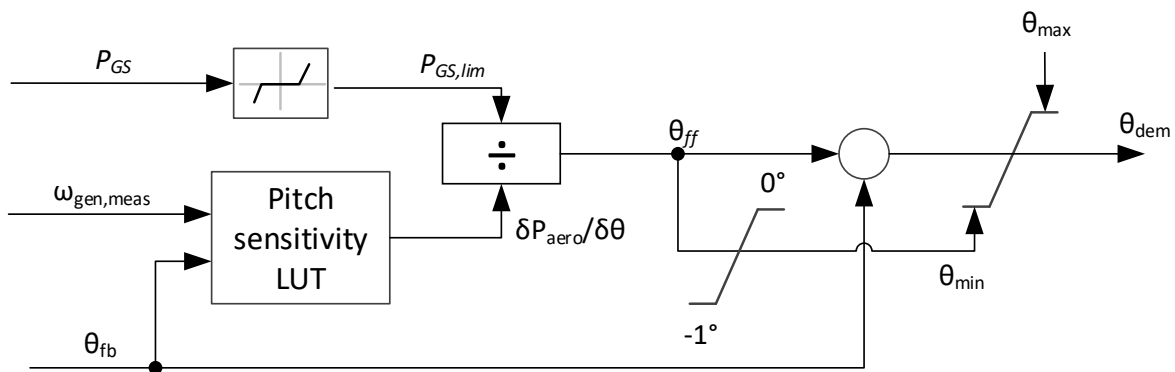 θmax
PGS
PGS,lim
θff
θdem
÷
0°
ωgen,meas
Pitch
sensitivity
LUT
δPaero/δθ
θmin
-1°
θfb